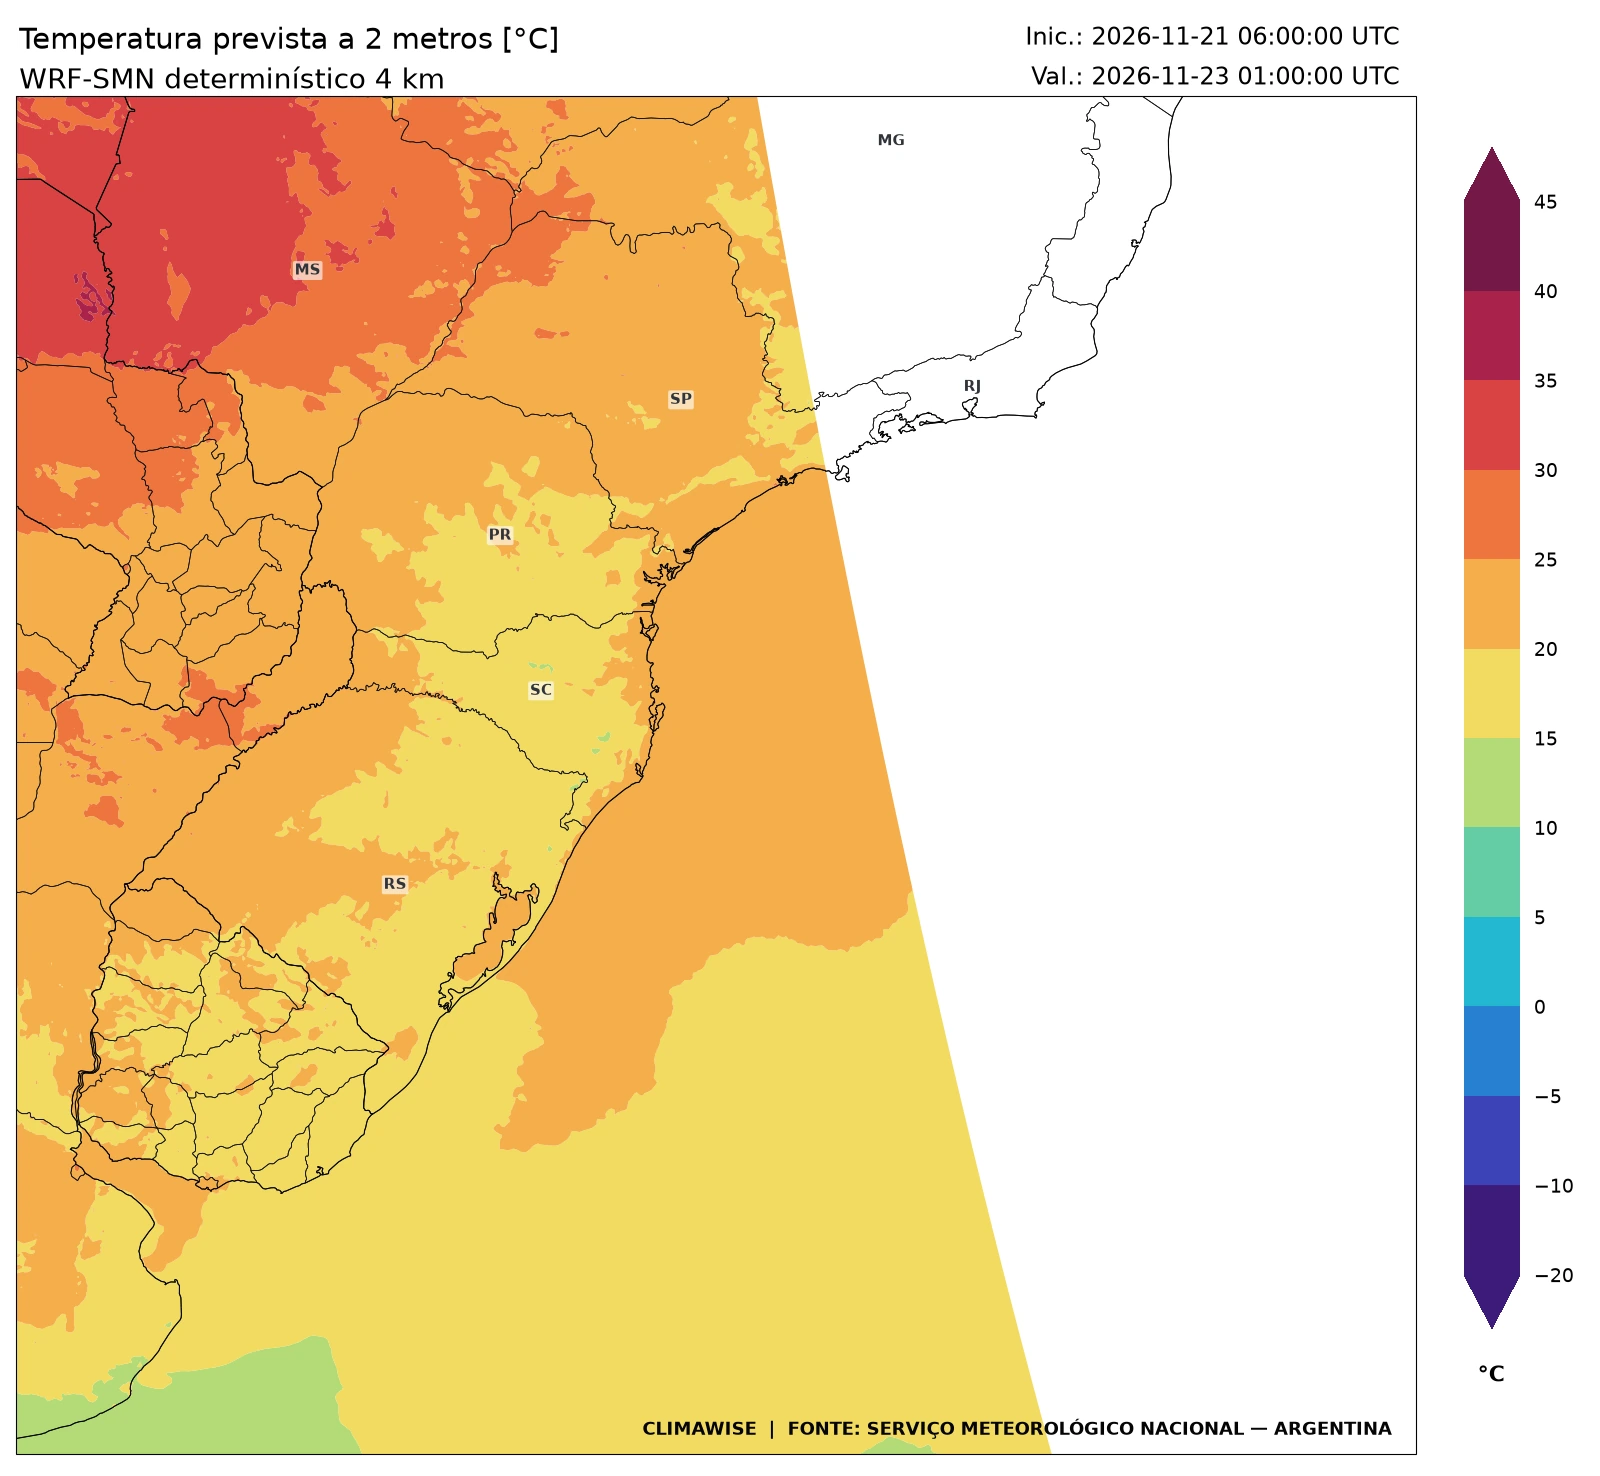 Temperatura prevista a 2 metros [°C]
WRF-SMN determinístico 4 km
Inic.: 2026-11-21 06:00:00 UTC
Val.: 2026-11-23 01:00:00 UTC
MG
MS
RJ
SP
PR
SC
RS
45
40
35
30
25
20
15
10
5
0
−5
−10
−20
°C
CLIMAWISE | FONTE: SERVIÇO METEOROLÓGICO NACIONAL — ARGENTINA